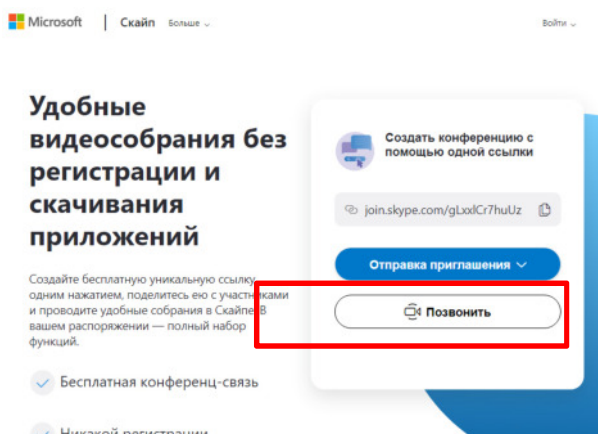 Microsoft | Скайп Больше Войти
Удобные
видеособрания без
регистрации и
скачивания
приложений
Создайте бесплатную уникальную ссылку
одним нажатием, поделитесь ею с участниками
и проводите удобные собрания в Скайпе. В
вашем распоряжении — полный набор
функций.
Бесплатная конференц-связь
Никакой регистрации
Создать конференцию с
помощью одной ссылки
join.skype.com/gLxxlCr7huUz
Отправка приглашения
Позвонить